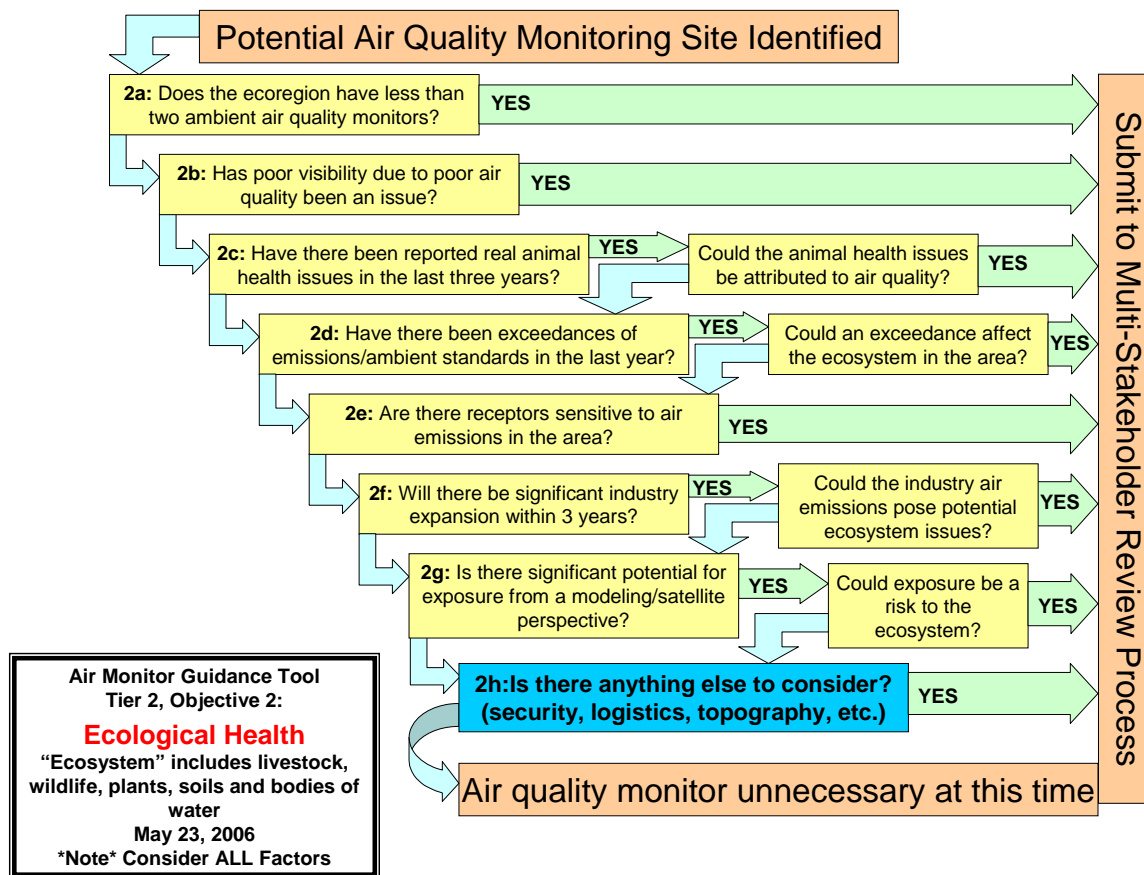 Potential Air Quality Monitoring Site Identified
2a: Does the ecoregion have less than
two ambient air quality monitors?
YES
2b: Has poor visibility due to poor air
quality been an issue?
YES
2c: Have there been reported real animal
health issues in the last three years?
YES
Could the animal health issues
be attributed to air quality?
YES
2d: Have there been exceedances of
emissions/ambient standards in the last year?
YES
Could an exceedance affect
the ecosystem in the area?
YES
2e: Are there receptors sensitive to air
emissions in the area?
YES
2f: Will there be significant industry
expansion within 3 years?
YES
Could the industry air
emissions pose potential
ecosystem issues?
YES
2g: Is there significant potential for
exposure from a modeling/satellite
perspective?
YES
Could exposure be a
risk to the
ecosystem?
YES
2h:Is there anything else to consider?
(security, logistics, topography, etc.)
YES
Air quality monitor unnecessary at this time
Submit to Multi-Stakeholder Review Process
Air Monitor Guidance Tool
Tier 2, Objective 2:
Ecological Health
“Ecosystem” includes livestock,
wildlife, plants, soils and bodies of
water
May 23, 2006
*Note* Consider ALL Factors